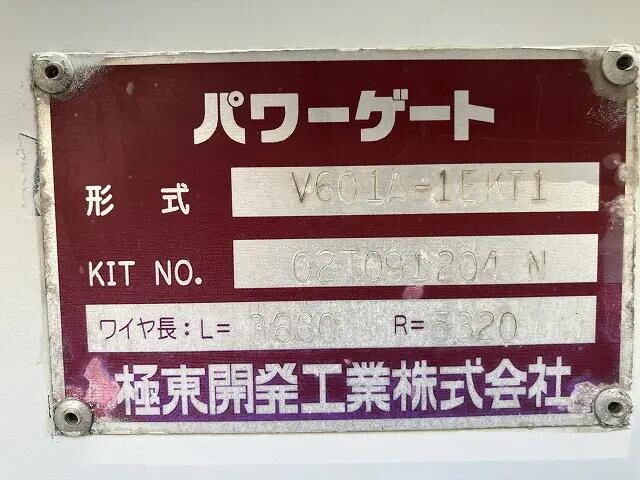 パワーゲート
形式 V601A-1EKT1
KIT NO. 02T091204 N
ワイヤ長:L= 3660 R= 5320
極東開発工業株式会社